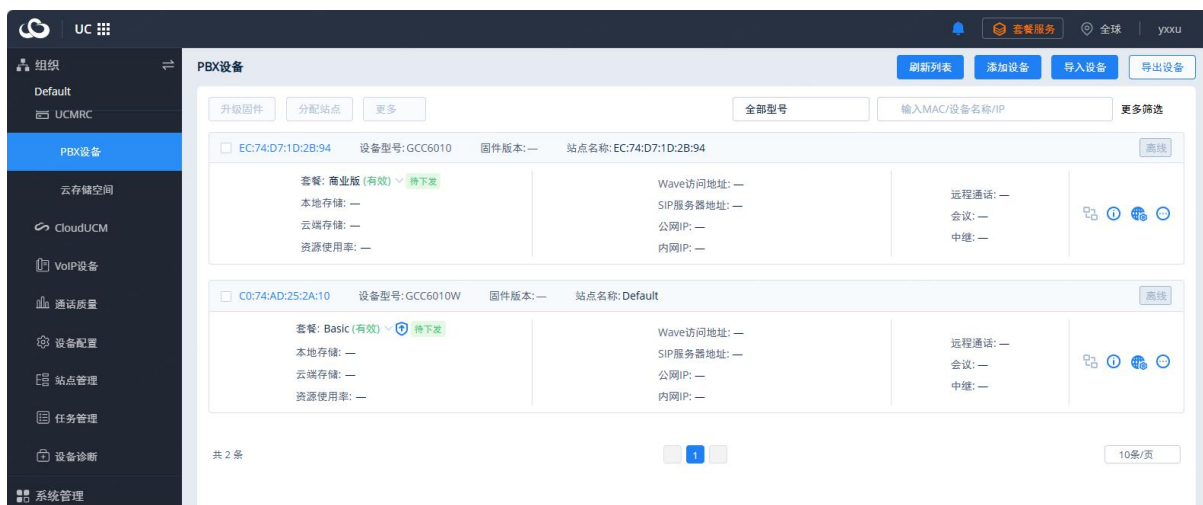 UC 套餐服务 全球 yxxu
组织
Default
UCMRC
PBX设备
云存储空间
CloudUCM
VoIP设备
通话质量
设备配置
站点管理
任务管理
设备诊断
系统管理
PBX设备 刷新列表 添加设备 导入设备 导出设备
升级固件 分配站点 更多 全部型号 输入MAC/设备名称/IP 更多筛选
EC:74:D7:1D:2B:94 设备型号: GCC6010 固件版本: — 站点名称: EC:74:D7:1D:2B:94 离线
套餐: 商业版 (有效) 待下发
本地存储: —
云端存储: —
资源使用率: —
Wave访问地址: —
SIP服务器地址: —
公网IP: —
内网IP: —
远程通话: —
会议: —
中继: —
C0:74:AD:25:2A:10 设备型号: GCC6010W 固件版本: — 站点名称: Default 离线
套餐: Basic (有效) 待下发
本地存储: —
云端存储: —
资源使用率: —
Wave访问地址: —
SIP服务器地址: —
公网IP: —
内网IP: —
远程通话: —
会议: —
中继: —
共 2 条 1 10条/页